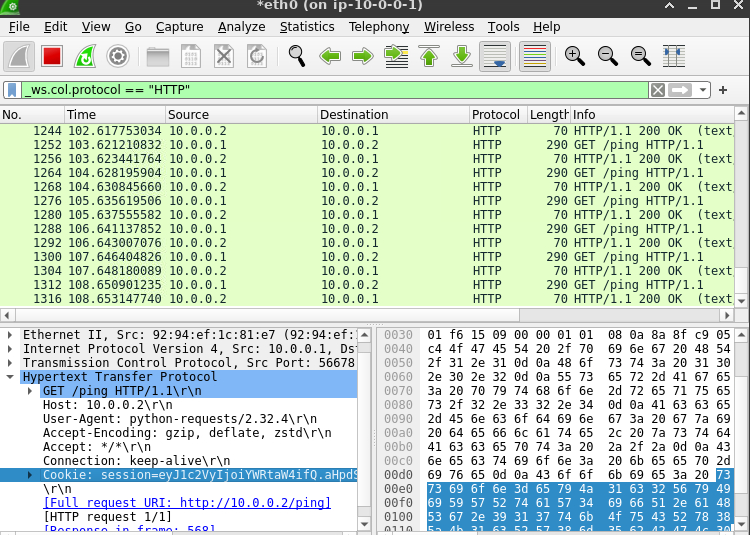 *eth0 (on ip-10-0-0-1)
File Edit View Go Capture Analyze Statistics Telephony Wireless Tools Help
_ws.col.protocol == "HTTP"
No. Time Source Destination Protocol Length Info
1244 102.617753034 10.0.0.2 10.0.0.1 HTTP 70 HTTP/1.1 200 OK (text
1252 103.621210832 10.0.0.1 10.0.0.2 HTTP 290 GET /ping HTTP/1.1
1256 103.623441764 10.0.0.2 10.0.0.1 HTTP 70 HTTP/1.1 200 OK (text
1264 104.628195904 10.0.0.1 10.0.0.2 HTTP 290 GET /ping HTTP/1.1
1268 104.630845660 10.0.0.2 10.0.0.1 HTTP 70 HTTP/1.1 200 OK (text
1276 105.635619506 10.0.0.1 10.0.0.2 HTTP 290 GET /ping HTTP/1.1
1280 105.637555582 10.0.0.2 10.0.0.1 HTTP 70 HTTP/1.1 200 OK (text
1288 106.641137852 10.0.0.1 10.0.0.2 HTTP 290 GET /ping HTTP/1.1
1292 106.643007076 10.0.0.2 10.0.0.1 HTTP 70 HTTP/1.1 200 OK (text
1300 107.646404826 10.0.0.1 10.0.0.2 HTTP 290 GET /ping HTTP/1.1
1304 107.648180089 10.0.0.2 10.0.0.1 HTTP 70 HTTP/1.1 200 OK (text
1312 108.650901235 10.0.0.1 10.0.0.2 HTTP 290 GET /ping HTTP/1.1
1316 108.653147740 10.0.0.2 10.0.0.1 HTTP 70 HTTP/1.1 200 OK (text
Ethernet II, Src: 92:94:ef:1c:81:e7 (92:94:ef:
Internet Protocol Version 4, Src: 10.0.0.1, Ds
Transmission Control Protocol, Src Port: 56678
Hypertext Transfer Protocol
GET /ping HTTP/1.1\r\n
Host: 10.0.0.2\r\n
User-Agent: python-requests/2.32.4\r\n
Accept-Encoding: gzip, deflate, zstd\r\n
Accept: */*\r\n
Connection: keep-alive\r\n
Cookie: session=eyJ1c2VyIjoiYWRtaW4ifQ.aHpdS
\r\n
[Full request URI: http://10.0.0.2/ping]
[HTTP request 1/1]
[Response in frame: 568]
0030 01 f6 15 09 00 00 01 01 08 0a 8a 8f c9 05
0040 c4 4f 47 45 54 20 2f 70 69 6e 67 20 48 54
0050 2f 31 2e 31 0d 0a 48 6f 73 74 3a 20 31 30
0060 2e 30 2e 32 0d 0a 55 73 65 72 2d 41 67 65
0070 3a 20 70 79 74 68 6f 6e 2d 72 65 71 75 65
0080 73 2f 32 2e 33 32 2e 34 0d 0a 41 63 63 65
0090 2d 45 6e 63 6f 64 69 6e 67 3a 20 67 7a 69
00a0 20 64 65 66 6c 61 74 65 2c 20 7a 73 74 64
00b0 41 63 63 65 70 74 3a 20 2a 2f 2a 0d 0a 43
00c0 6e 65 63 74 69 6f 6e 3a 20 6b 65 65 70 2d
00d0 69 76 65 0d 0a 43 6f 6f 6b 69 65 3a 20 73
00e0 73 69 6f 6e 3d 65 79 4a 31 63 32 56 79 49
00f0 69 59 57 52 74 61 57 34 69 66 51 2e 61 48
0100 53 67 2e 39 31 37 74 6b 4f 75 43 52 78 38